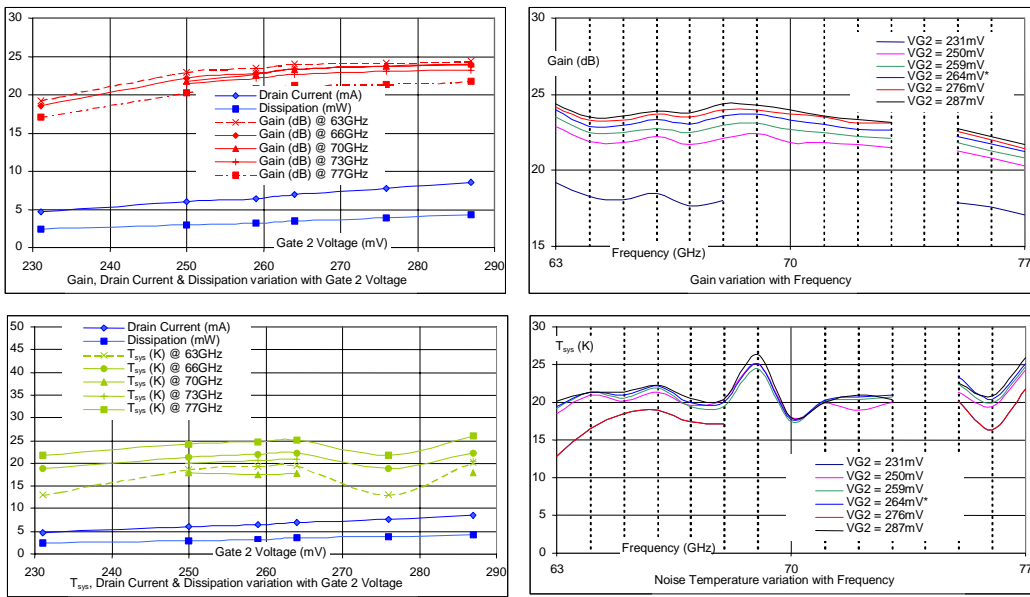 30
25
20
15
10
5
0
Drain Current (mA)
Dissipation (mW)
Gain (dB) @ 63GHz
Gain (dB) @ 66GHz
Gain (dB) @ 70GHz
Gain (dB) @ 73GHz
Gain (dB) @ 77GHz
Gate 2 Voltage (mV)
230 240 250 260 270 280 290
Gain, Drain Current & Dissipation variation with Gate 2 Voltage
30
25
20
15
Gain (dB)
VG2 = 231mV
VG2 = 250mV
VG2 = 259mV
VG2 = 264mV*
VG2 = 276mV
VG2 = 287mV
Frequency (GHz)
63 70 77
Gain variation with Frequency
50
45
40
35
30
25
20
15
10
5
0
Drain Current (mA)
Dissipation (mW)
Tsys (K) @ 63GHz
Tsys (K) @ 66GHz
Tsys (K) @ 70GHz
Tsys (K) @ 73GHz
Tsys (K) @ 77GHz
Gate 2 Voltage (mV)
230 240 250 260 270 280 290
Tsys, Drain Current & Dissipation variation with Gate 2 Voltage
30
25
20
15
10
5
0
Tsys (K)
VG2 = 231mV
VG2 = 250mV
VG2 = 259mV
VG2 = 264mV*
VG2 = 276mV
VG2 = 287mV
Frequency (GHz)
63 70 77
Noise Temperature variation with Frequency